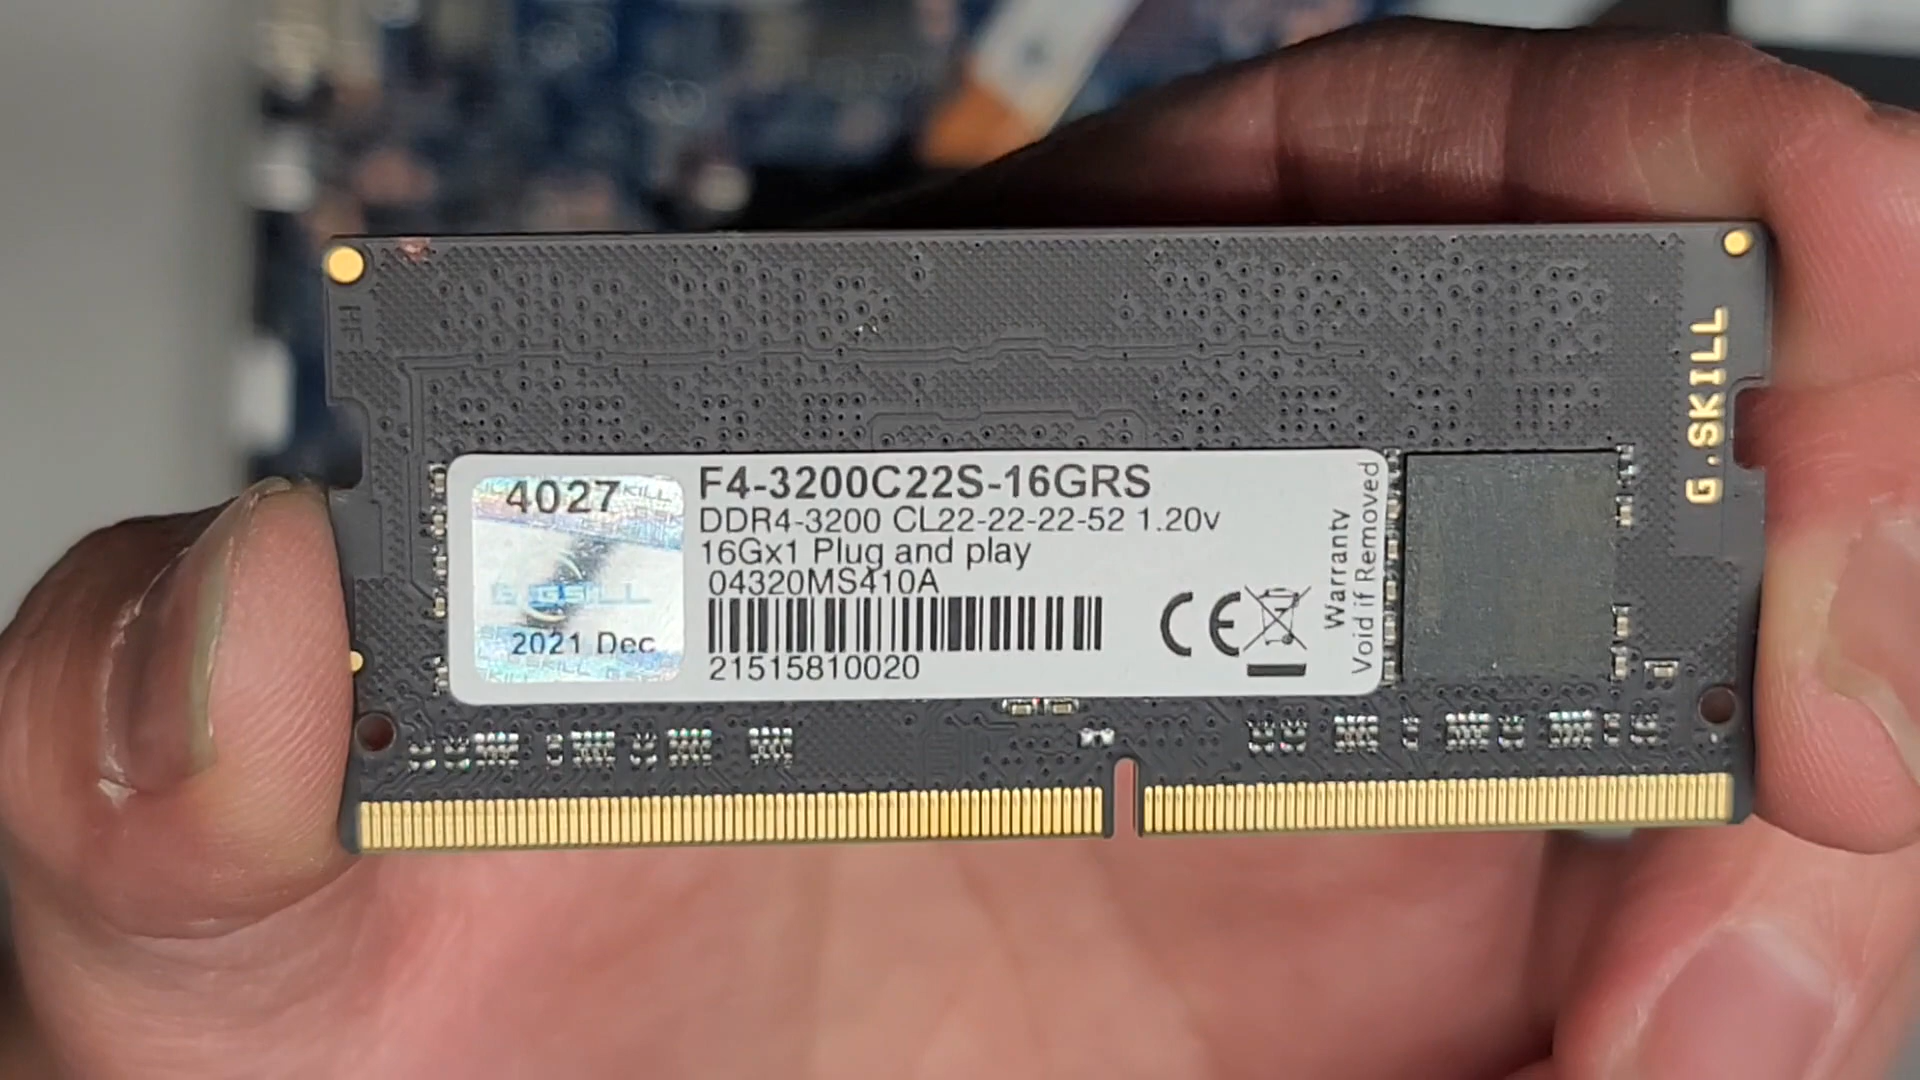 4027
G.SKILL
2021 Dec
F4-3200C22S-16GRS
DDR4-3200 CL22-22-22-52 1.20v
16Gx1 Plug and play
04320MS410A
21515810020
CE
Warranty
Void if Removed
G.SKILL